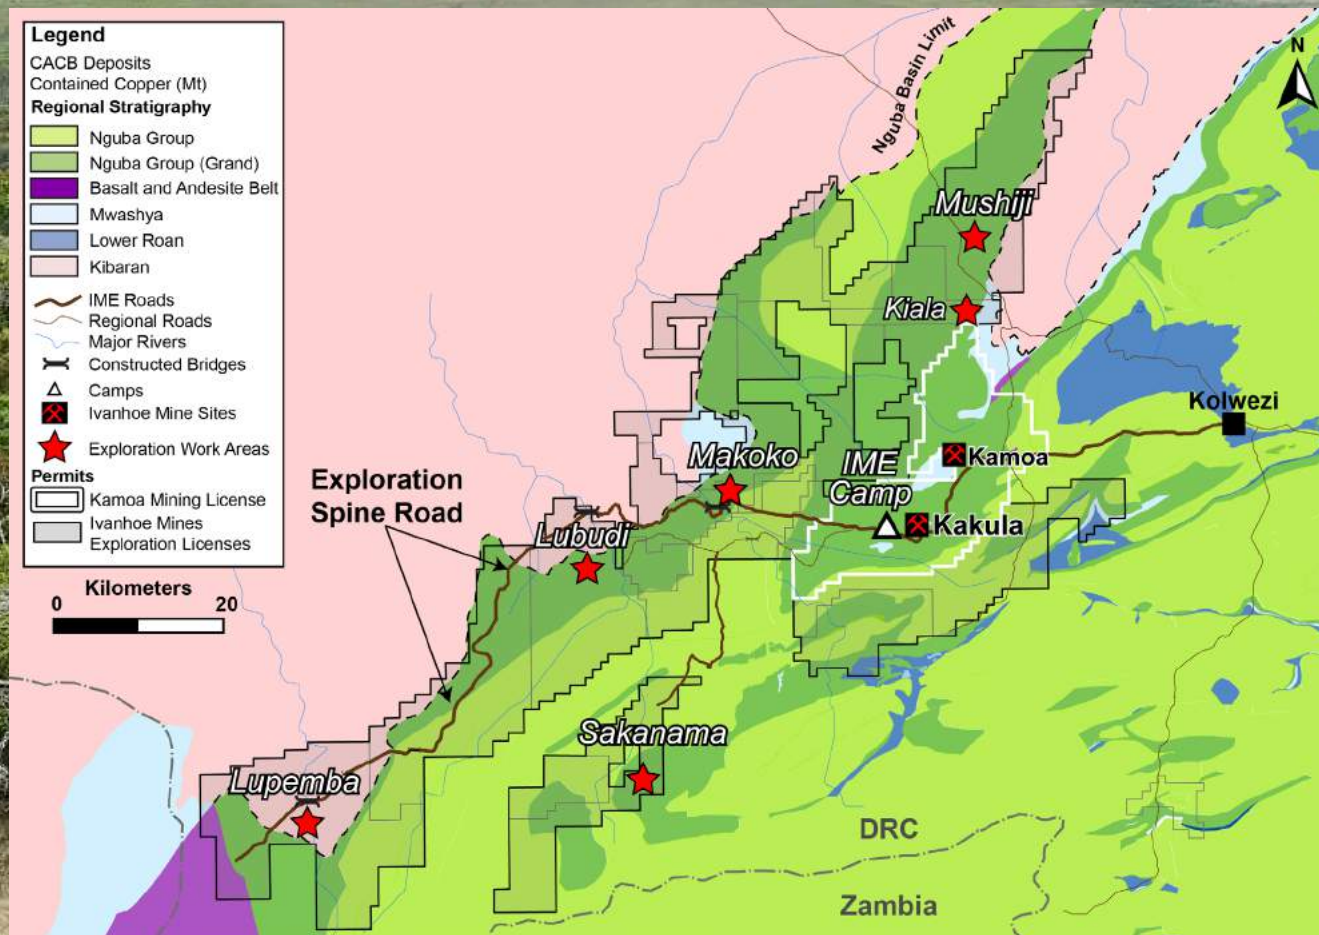 Legend
CACB Deposits
Contained Copper (Mt)
Regional Stratigraphy
Nguba Group
Nguba Group (Grand)
Basalt and Andesite Belt
Mwashya
Lower Roan
Kibaran
IME Roads
Regional Roads
Major Rivers
Constructed Bridges
Camps
Ivanhoe Mine Sites
Exploration Work Areas
Permits
Kamoa Mining License
Ivanhoe Mines
Exploration Licenses
Kilometers
0 20
Nguba Basin Limit
N
Mushiji
Kiala
Kolwezi
Makoko
IME
Camp
Kamoa
Exploration
Spine Road
Kakula
Lubudi
Sakanama
Lupemba
DRC
Zambia